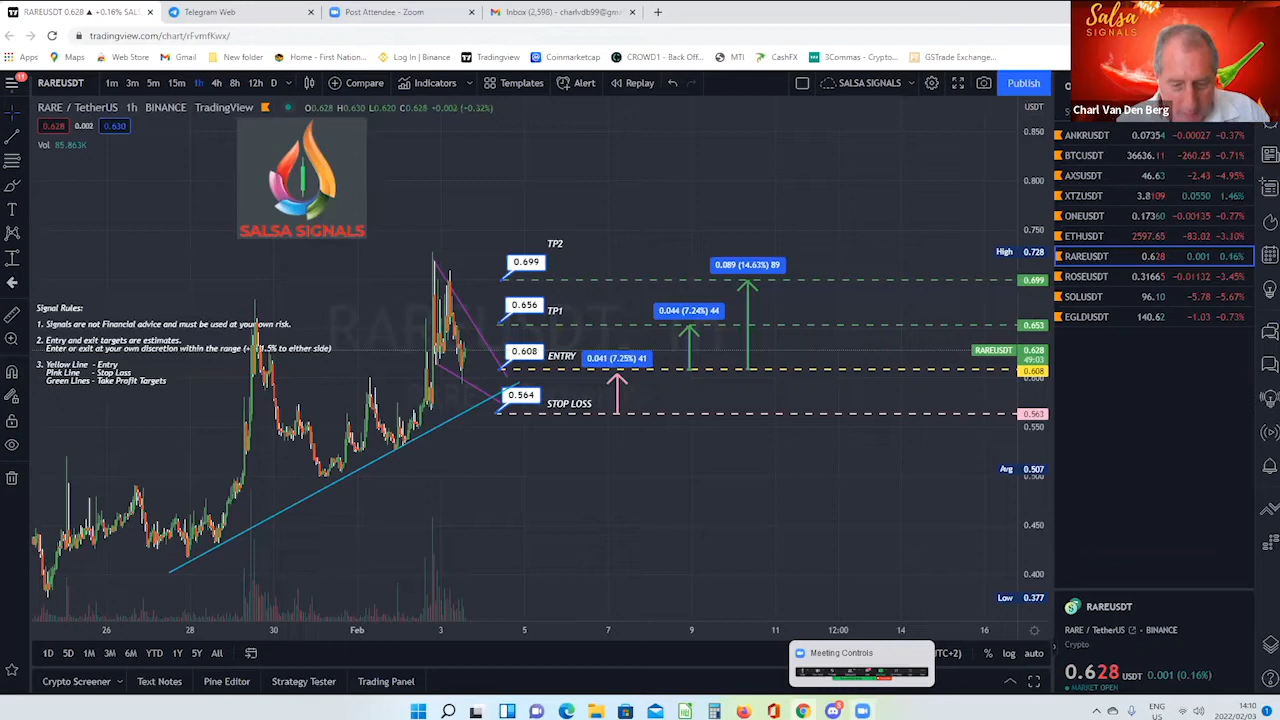 RAREUSDT 0.628 ▲ +0.16% SAL
Telegram Web
Post Attendee - Zoom
Inbox (2,598) - charlvdb99@gm
tradingview.com/chart/rFvmfKwx/
Apps
Maps
Web Store
Gmail
New folder
Home - First National...
Log In | Binance
Tradingview
Coinmarketcap
CROWD1 - Back Off...
MTI
CashFX
3Commas - Crypto...
GSTrade Exchange...
Salsa
SIGNALS
Charl Van Den Berg
11
RAREUSDT
1m 3m 5m 15m 1h 4h 8h 12h D
Compare
Indicators
Templates
Alert
Replay
SALSA SIGNALS
Publish
RARE / TetherUS 1h BINANCE TradingView
O0.628 H0.630 L0.620 C0.628 -0.002 (-0.32%)
USDT
0.628 0.002 0.630
Vol 85.863K
SALSA SIGNALS
Signal Rules:
1. Signals are not Financial advice and must be used at your own risk.
2. Entry and exit targets are estimates.
3. Yellow Line - Entry
Pink Line - Stop Loss
Green Lines - Take Profit Targets
TP2
0.699
0.089 (14.63%) 89
0.656
TP1
0.044 (7.24%) 44
0.608
ENTRY
0.041 (7.25%) 41
0.564
STOP LOSS
0.850
0.800
0.750
High 0.728
0.699
0.653
RAREUSDT 0.628
49:03
0.608
0.600
0.563
0.550
Avg 0.507
0.500
0.450
0.400
Low 0.377
26 28 30 Feb 3 5 7 9 11 12:00 14 16
ANKRUSDT 0.07354 -0.00027 -0.37%
BTCUSDT 36636.11 -260.25 -0.71%
AXSUSDT 46.63 -2.43 -4.95%
XTZUSDT 3.8109 0.0550 1.46%
ONEUSDT 0.17360 -0.00135 -0.77%
ETHUSDT 2597.65 -83.02 -3.10%
RAREUSDT 0.628 0.001 0.46%
ROSEUSDT 0.31665 -0.01132 -3.45%
SOLUSDT 96.10 -5.78 -5.67%
EGLDUSDT 140.62 -1.03 -0.73%
RAREUSDT
RARE / TetherUS BINANCE
Crypto
0.628 0.001 (0.16%)
MARKET OPEN
1D 5D 1M 3M 6M YTD 1Y 5Y All
Meeting Controls
(UTC+2) % log auto
Strategy Tester
Trading Panel
ENG
14:10
2022/02/03